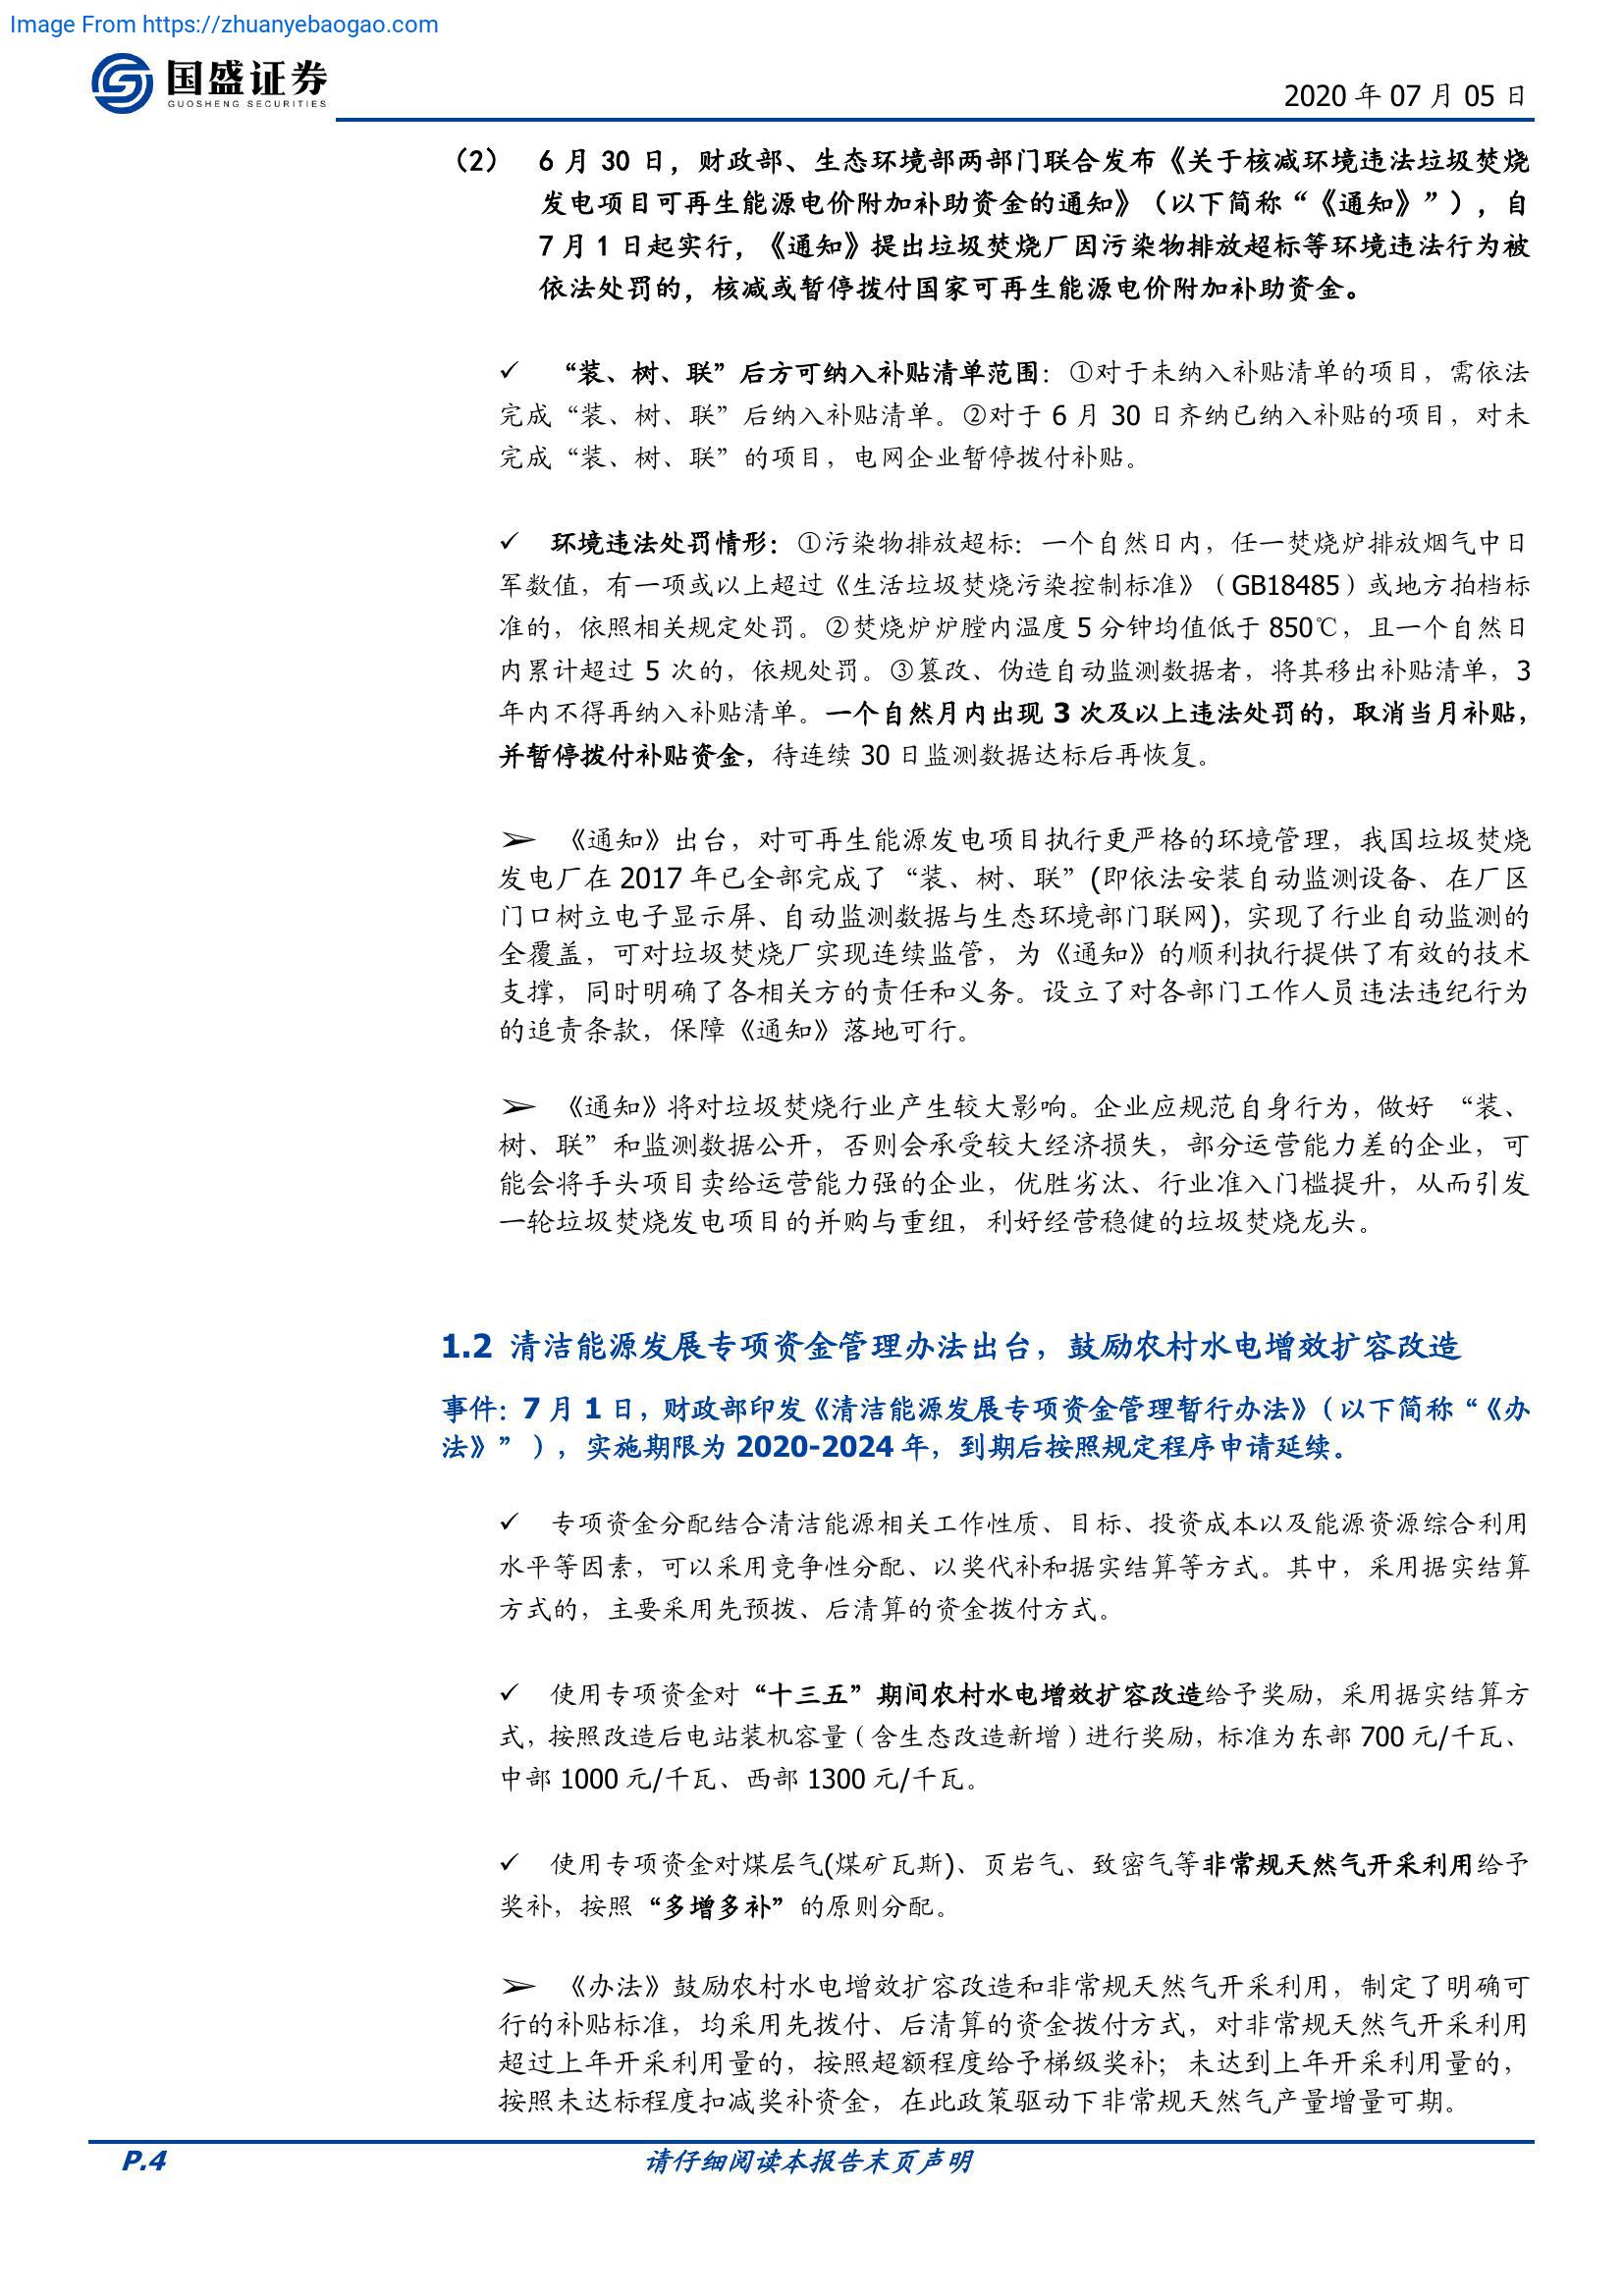 Image From https://zhuanyebaogao.com
国盛证券
GUOSHENG SECURITIES
2020 年 07 月 05 日
（2） 6 月 30 日，财政部、生态环境部两部门联合发布《关于核减环境违法垃圾焚烧
发电项目可再生能源电价附加补助资金的通知》（以下简称“《通知》”），自
7 月 1 日起实行，《通知》提出垃圾焚烧厂因污染物排放超标等环境违法行为被
依法处罚的，核减或暂停拨付国家可再生能源电价附加补助资金。
✓ “装、树、联”后方可纳入补贴清单范围：①对于未纳入补贴清单的项目，需依法
完成“装、树、联”后纳入补贴清单。②对于 6 月 30 日齐纳已纳入补贴的项目，对未
完成“装、树、联”的项目，电网企业暂停拨付补贴。
✓ 环境违法处罚情形：①污染物排放超标：一个自然日内，任一焚烧炉排放烟气中日
军数值，有一项或以上超过《生活垃圾焚烧污染控制标准》（GB18485）或地方拍档标
准的，依照相关规定处罚。②焚烧炉炉膛内温度 5 分钟均值低于 850℃，且一个自然日
内累计超过 5 次的，依规处罚。③篡改、伪造自动监测数据者，将其移出补贴清单，3
年内不得再纳入补贴清单。一个自然月内出现 3 次及以上违法处罚的，取消当月补贴，
并暂停拨付补贴资金，待连续 30 日监测数据达标后再恢复。
➢ 《通知》出台，对可再生能源发电项目执行更严格的环境管理，我国垃圾焚烧
发电厂在 2017 年已全部完成了“装、树、联”(即依法安装自动监测设备、在厂区
门口树立电子显示屏、自动监测数据与生态环境部门联网)，实现了行业自动监测的
全覆盖，可对垃圾焚烧厂实现连续监管，为《通知》的顺利执行提供了有效的技术
支撑，同时明确了各相关方的责任和义务。设立了对各部门工作人员违法违纪行为
的追责条款，保障《通知》落地可行。
➢ 《通知》将对垃圾焚烧行业产生较大影响。企业应规范自身行为，做好 “装、
树、联”和监测数据公开，否则会承受较大经济损失，部分运营能力差的企业，可
能会将手头项目卖给运营能力强的企业，优胜劣汰、行业准入门槛提升，从而引发
一轮垃圾焚烧发电项目的并购与重组，利好经营稳健的垃圾焚烧龙头。
1.2 清洁能源发展专项资金管理办法出台，鼓励农村水电增效扩容改造
事件：7 月 1 日，财政部印发《清洁能源发展专项资金管理暂行办法》（以下简称“《办
法》”），实施期限为 2020-2024 年，到期后按照规定程序申请延续。
✓ 专项资金分配结合清洁能源相关工作性质、目标、投资成本以及能源资源综合利用
水平等因素，可以采用竞争性分配、以奖代补和据实结算等方式。其中，采用据实结算
方式的，主要采用先预拨、后清算的资金拨付方式。
✓ 使用专项资金对“十三五”期间农村水电增效扩容改造给予奖励，采用据实结算方
式，按照改造后电站装机容量（含生态改造新增）进行奖励，标准为东部 700 元/千瓦、
中部 1000 元/千瓦、西部 1300 元/千瓦。
✓ 使用专项资金对煤层气(煤矿瓦斯)、页岩气、致密气等非常规天然气开采利用给予
奖补，按照“多增多补”的原则分配。
➢ 《办法》鼓励农村水电增效扩容改造和非常规天然气开采利用，制定了明确可
行的补贴标准，均采用先拨付、后清算的资金拨付方式，对非常规天然气开采利用
超过上年开采利用量的，按照超额程度给予梯级奖补；未达到上年开采利用量的，
按照未达标程度扣减奖补资金，在此政策驱动下非常规天然气产量增量可期。
P.4 请仔细阅读本报告末页声明